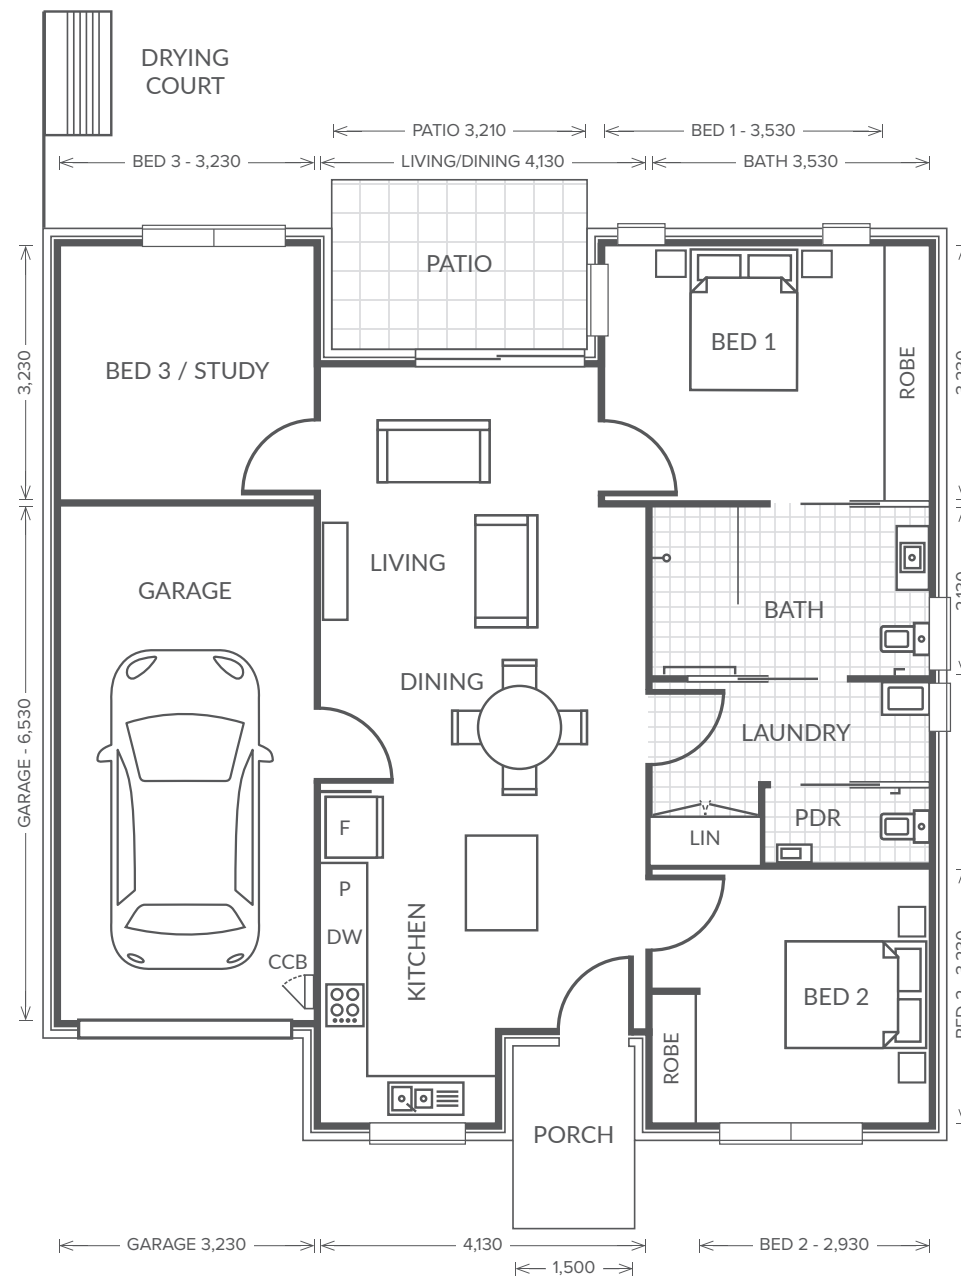 DRYING
COURT
PATIO 3,210
BED 1 - 3,530
BED 3 - 3,230
LIVING/DINING 4,130
BATH 3,530
PATIO
BED 1
ROBE
BED 3 / STUDY
3,230
LIVING
GARAGE
BATH
DINING
LAUNDRY
GARAGE - 6,530
F
LIN
PDR
P
DW
KITCHEN
CCB
BED 2
ROBE
PORCH
GARAGE 3,230
4,130
BED 2 - 2,930
1,500